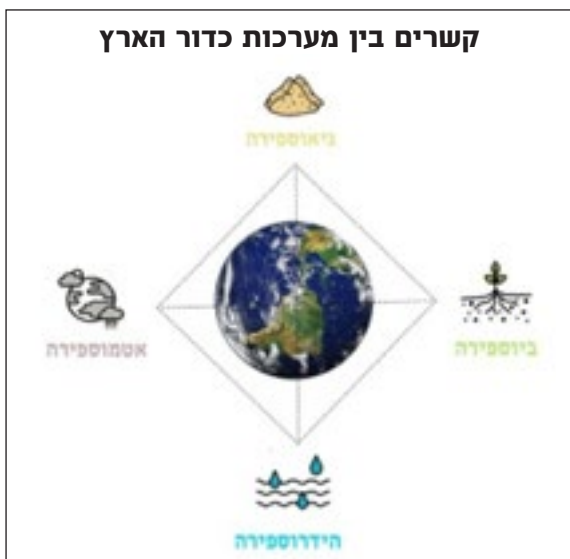 קשרים בין מערכות כדור הארץ
גיאוספירה
אטמוספירה
ביוספירה
הידרוספירה